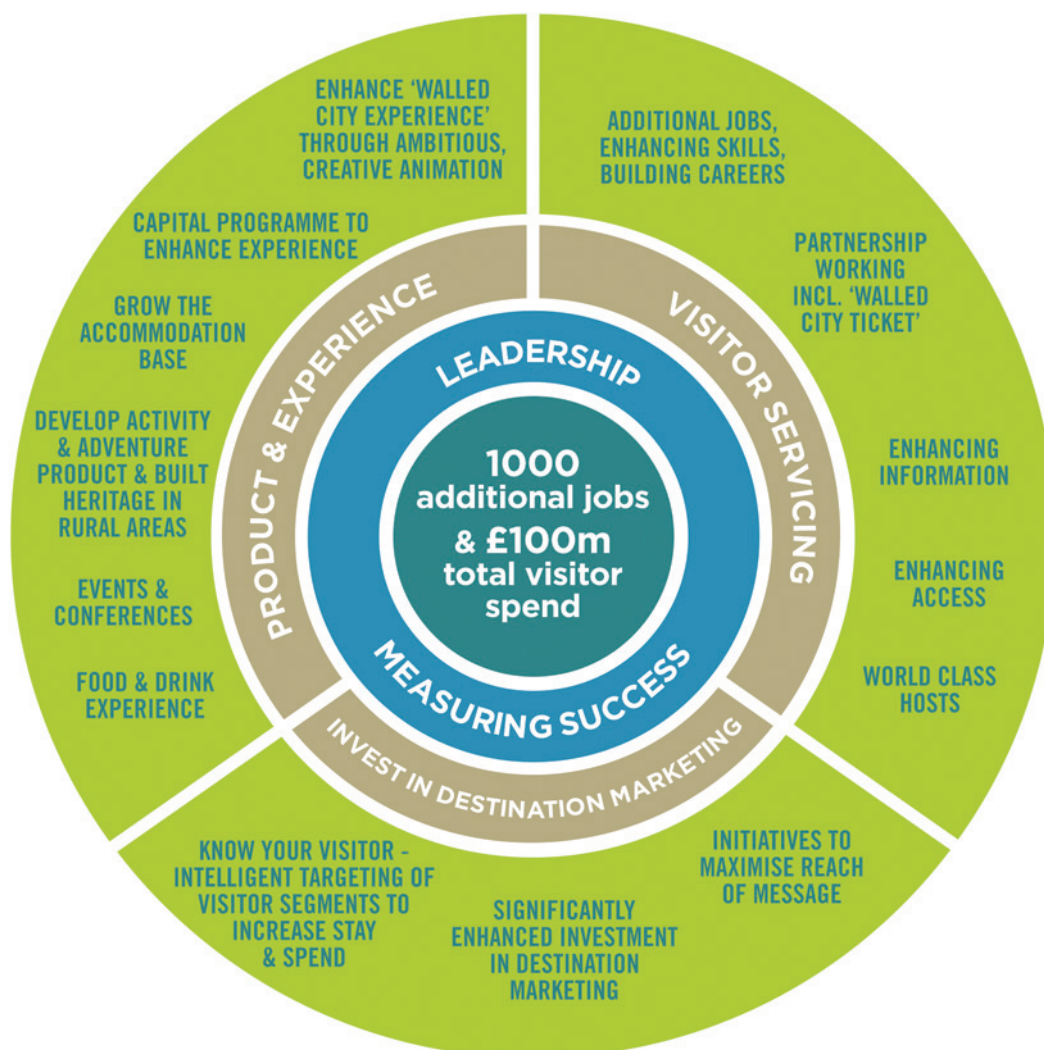 1000
additional jobs
& £100m
total visitor
spend
LEADERSHIP
MEASURING SUCCESS
PRODUCT & EXPERIENCE
ENHANCE ‘WALLED
CITY EXPERIENCE’
THROUGH AMBITIOUS,
CREATIVE ANIMATION
CAPITAL PROGRAMME TO
ENHANCE EXPERIENCE
GROW THE
ACCOMMODATION
BASE
DEVELOP ACTIVITY
& ADVENTURE
PRODUCT & BUILT
HERITAGE IN
RURAL AREAS
EVENTS &
CONFERENCES
FOOD & DRINK
EXPERIENCE
VISITOR SERVICING
ADDITIONAL JOBS,
ENHANCING SKILLS,
BUILDING CAREERS
PARTNERSHIP
WORKING
INCL. ‘WALLED
CITY TICKET’
ENHANCING
INFORMATION
ENHANCING
ACCESS
WORLD CLASS
HOSTS
INVEST IN DESTINATION MARKETING
KNOW YOUR VISITOR -
INTELLIGENT TARGETING OF
VISITOR SEGMENTS TO
INCREASE STAY
& SPEND
SIGNIFICANTLY
ENHANCED INVESTMENT
IN DESTINATION
MARKETING
INITIATIVES TO
MAXIMISE REACH
OF MESSAGE